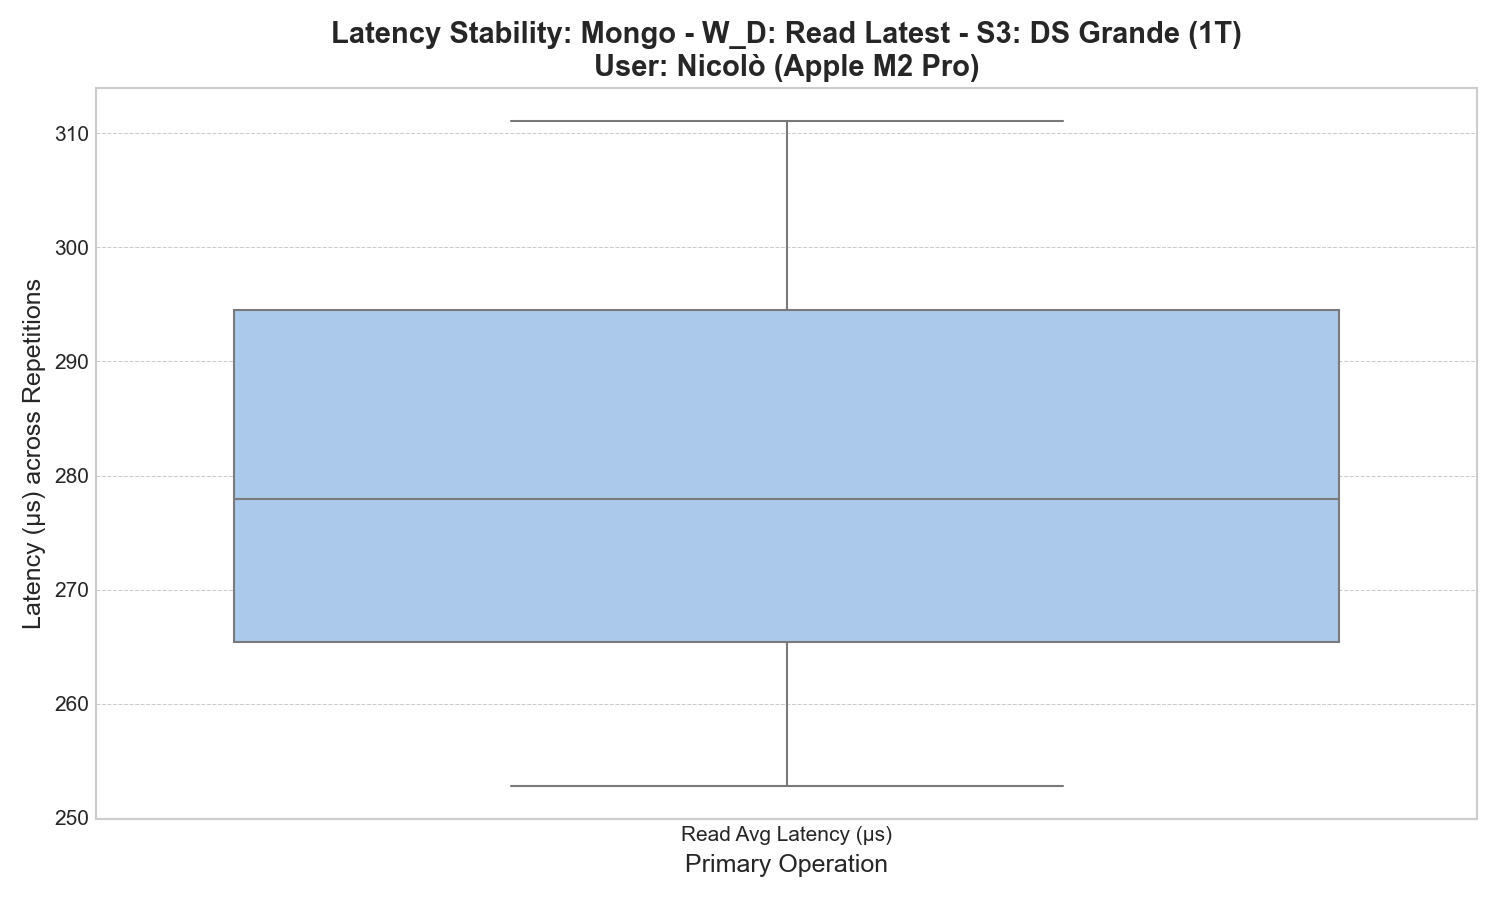 Latency Stability: Mongo - W_D: Read Latest - S3: DS Grande (1T)
User: Nicolò (Apple M2 Pro)
Latency (µs) across Repetitions
310
300
290
280
270
260
250
Read Avg Latency (µs)
Primary Operation